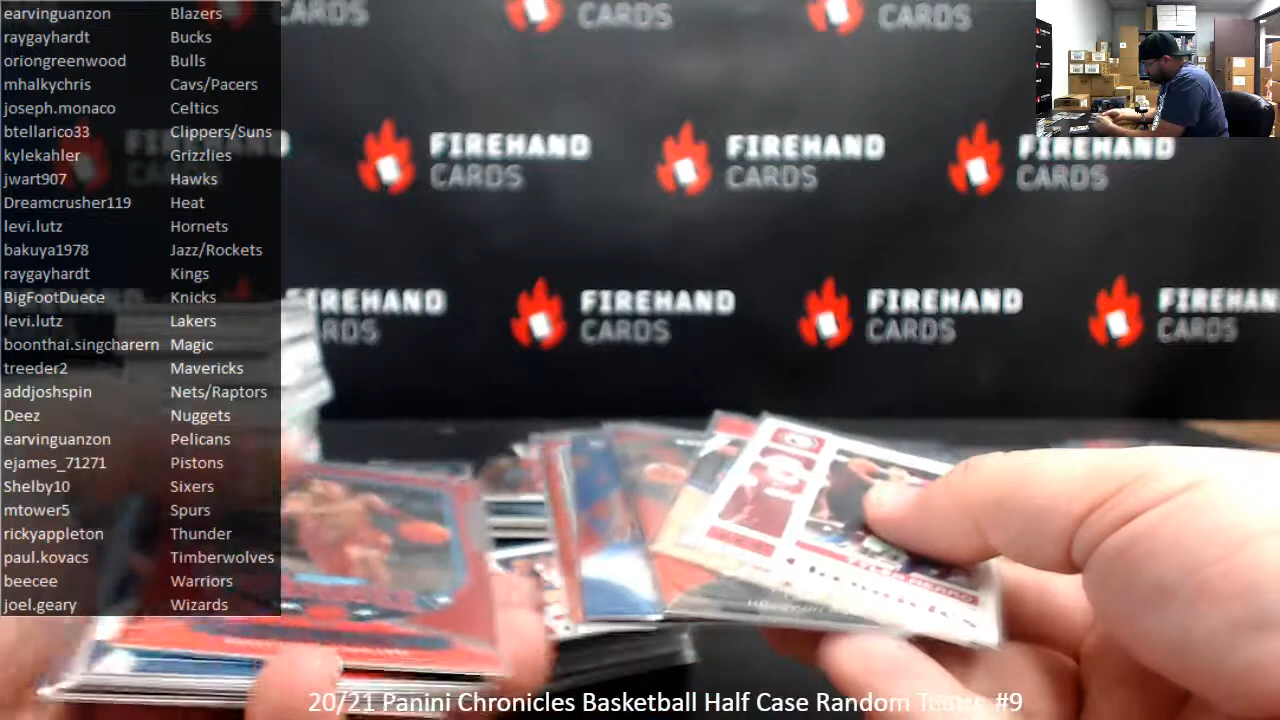 earvinguanzon Blazers
raygayhardt Bucks
oriongreenwood Bulls
mhalkychris Cavs/Pacers
joseph.monaco Celtics
btellarico33 Clippers/Suns
kylekahler Grizzlies
jwart907 Hawks
Dreamcrusher119 Heat
levi.lutz Hornets
bakuya1978 Jazz/Rockets
raygayhardt Kings
BigFootDuece Knicks
levi.lutz Lakers
boonthai.singcharern Magic
treeder2 Mavericks
addjoshspin Nets/Raptors
Deez Nuggets
earvinguanzon Pelicans
ejames_71271 Pistons
Shelby10 Sixers
mtower5 Spurs
rickyappleton Thunder
paul.kovacs Timberwolves
beecee Warriors
joel.geary Wizards
CARDS
CARDS
CARDS
FIREHAND
CARDS
FIREHAND
CARDS
FIREHAND
CARDS
FIREHAND
CARDS
FIREHAND
CARDS
FIREHAND
CARDS
FIREHAN
CARDS
20/21 Panini Chronicles Basketball Half Case Random Teams #9